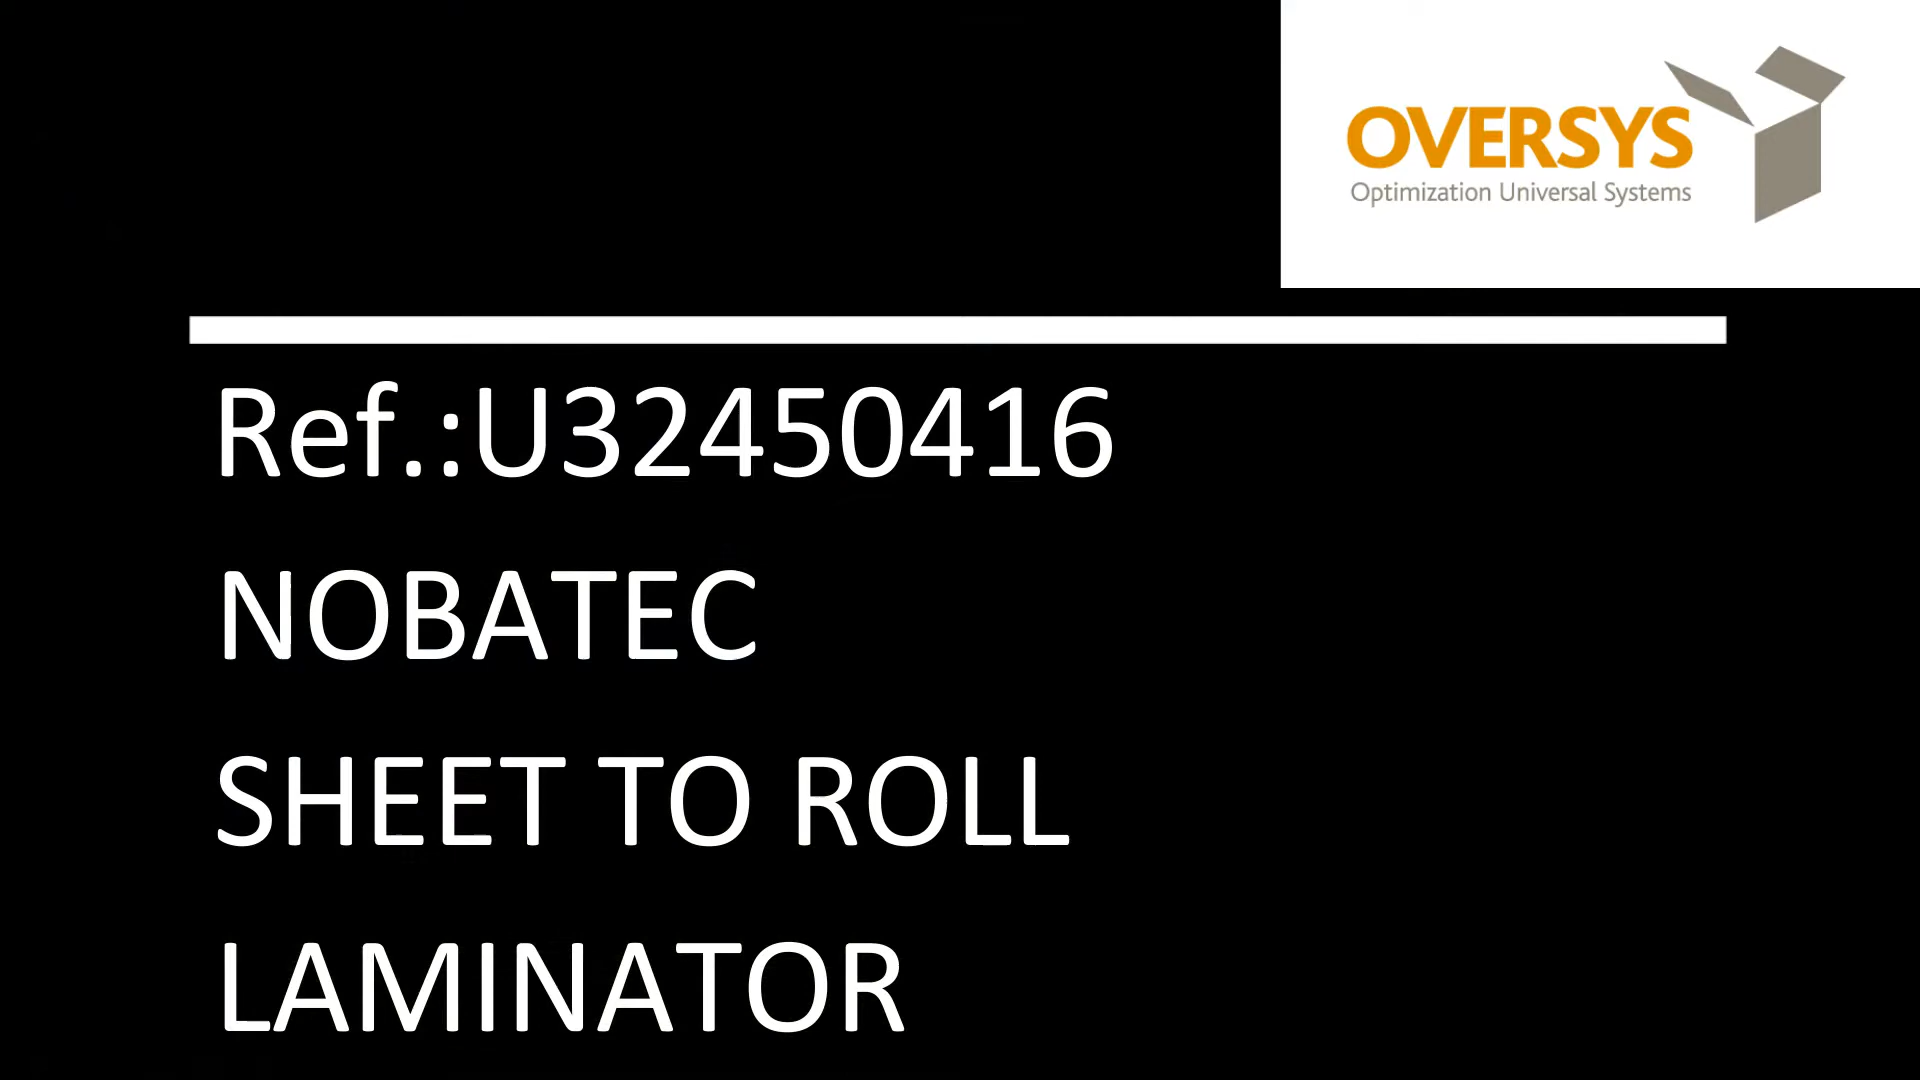 OVERSYS
Optimization Universal Systems
Ref.:U32450416
NOBATEC
SHEET TO ROLL
LAMINATOR